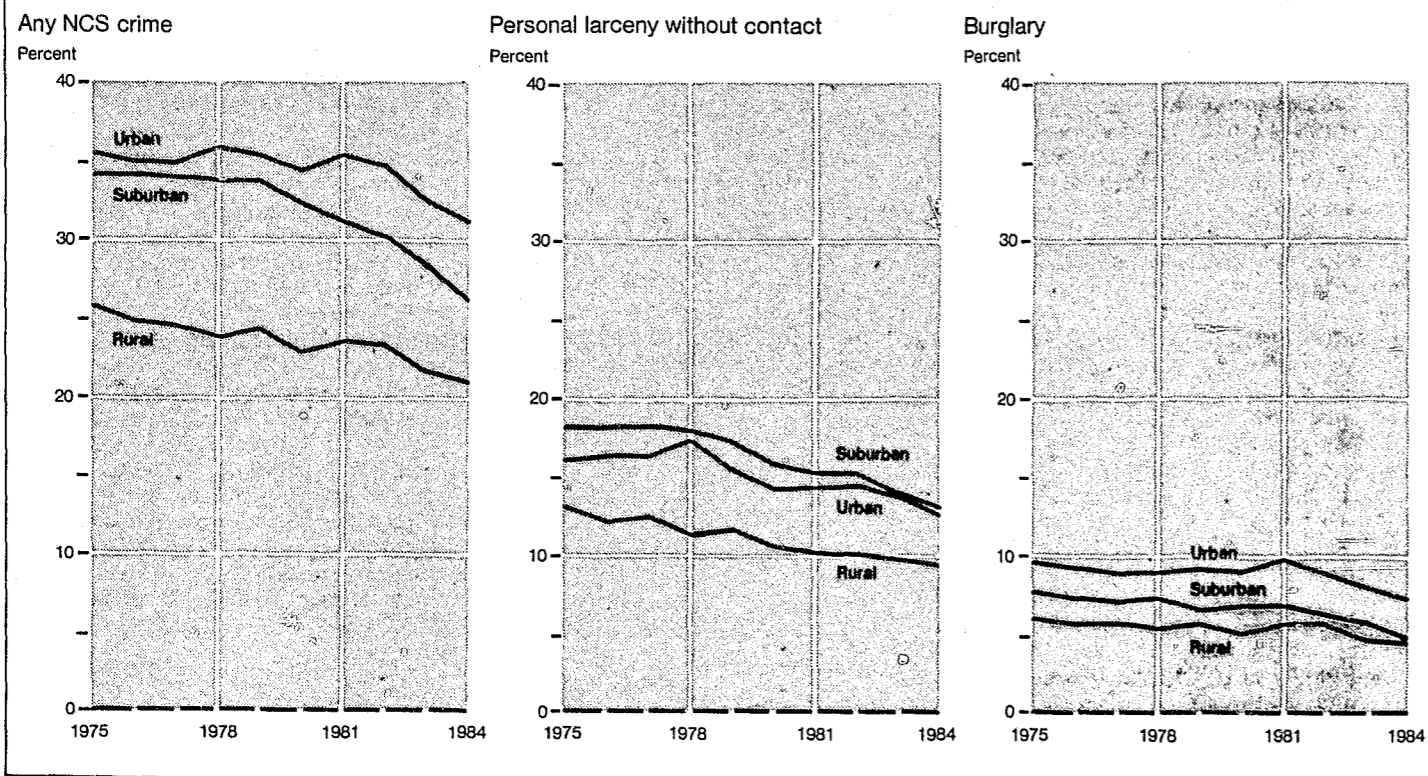 Any NCS crime
Percent
40
Urban
Suburban
30
Rural
20
10
0
1975 1978 1981 1984
Personal larceny without contact
Percent
40
30
20
Suburban
Urban
10
Rural
0
1975 1978 1981 1984
Burglary
Percent
40
30
20
10
Urban
Suburban
Rural
0
1975 1978 1981 1984